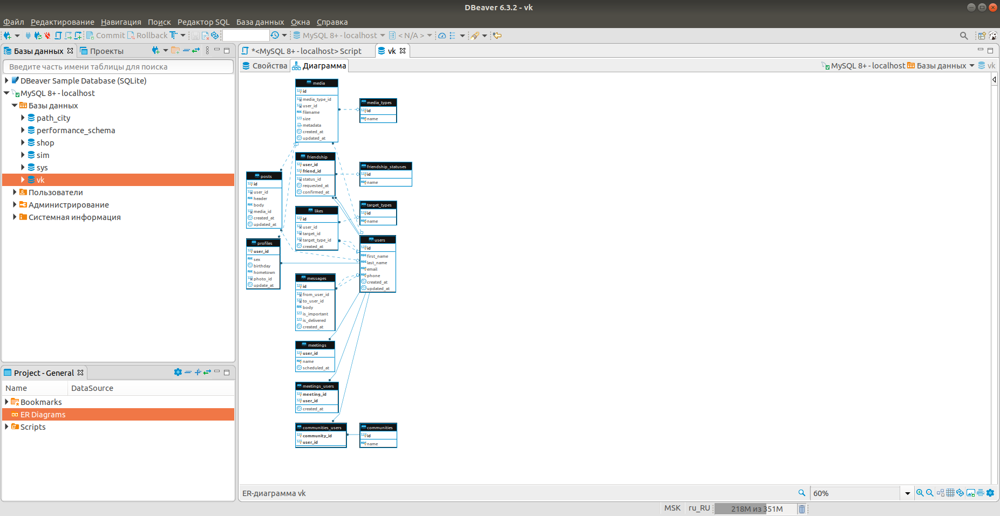 DBeaver 6.3.2 - vk
Файл Редактирование Навигация Поиск Редактор SQL База данных Окна Справка
Commit Rollback MySQL 8+ - localhost < N/A >
Базы данных Проекты
Введите часть имени таблицы для поиска
DBeaver Sample Database (SQLite)
MySQL 8+ - localhost
Базы данных
path_city
performance_schema
shop
sim
sys
vk
Пользователи
Администрирование
Системная информация
Project - General
Name DataSource
Bookmarks
ER Diagrams
Scripts
*<MySQL 8+ - localhost> Script vk
Свойства Диаграмма MySQL 8+ - localhost Базы данных vk
media
id
media_type_id
user_id
filename
size
metadata
created_at
updated_at
media_types
id
name
friendship
user_id
friend_id
status_id
requested_at
confirmed_at
friendship_statuses
id
name
posts
id
user_id
header
body
media_id
created_at
updated_at
likes
id
user_id
target_id
target_type_id
created_at
target_types
id
name
profiles
user_id
sex
birthday
hometown
photo_id
update_at
users
id
first_name
last_name
email
phone
created_at
updated_at
messages
id
from_user_id
to_user_id
body
is_important
is_delivered
created_at
meetings
user_id
name
scheduled_at
meetings_users
meeting_id
user_id
created_at
communities_users
community_id
user_id
communities
id
name
ER-диаграмма vk 60%
MSK ru_RU 218M из 351M